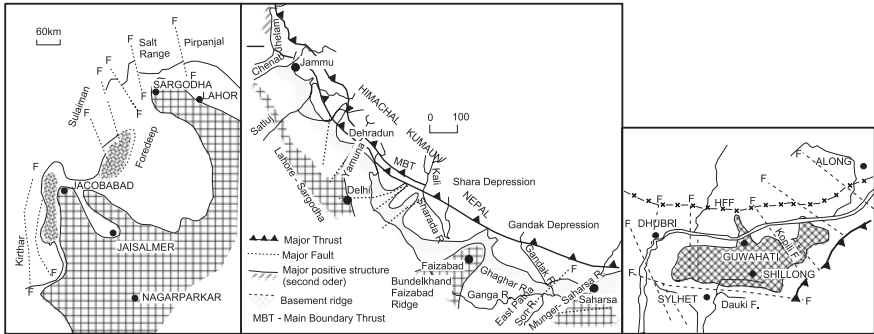 60km
Salt
Range
Pirpanjal
F
F
F
F
F
F
F
F
SARGODHA
LAHOR
Sulaiman
Foredeep
JACOBABAD
F
Kirthar
JAISALMER
NAGARPARKAR
F
Jhelam
Chenab
Jammu
Satluj
HIMACHAL
0 100
Dehradun
KUMAUN
Lahore - Sargodha
Yamuna
MBT
Kali
Delhi
Shara Depression
NEPAL
Sharada R.
Gandak Depression
Major Thrust
Major Fault
Major positive structure
(second oder)
Basement ridge
MBT - Main Boundary Thrust
Faizabad
Bundelkhand
Faizabad
Ridge
Ghaghar R.
Gandak R.
F
Ganga R.
East Patna
Son R.
Munger- Saharsa R.
Saharsa
ALONG
F
F
F
F
HFF
F
DHUBRI
Kopili F.
GUWAHATI
F
SHILLONG
F
SYLHET
Dauki F.
F